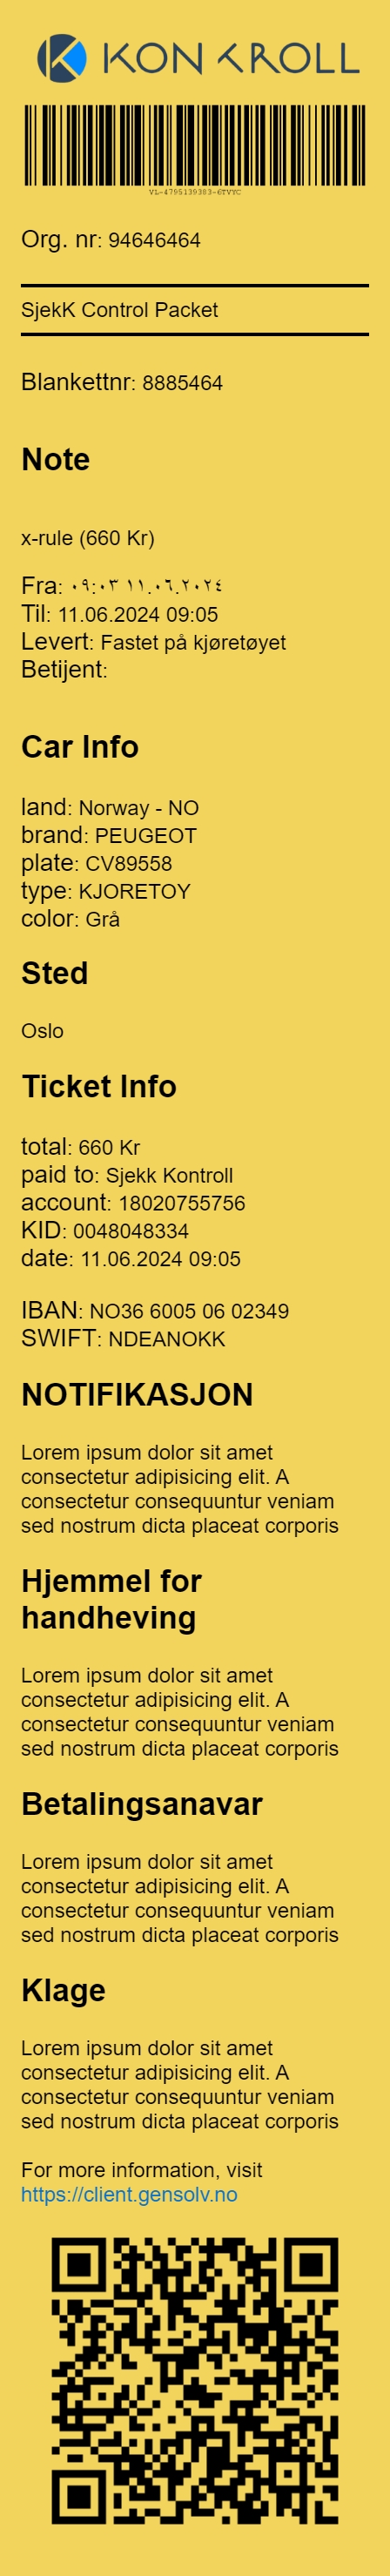 KONKROLL
VL-4795139383-6TVYC
Org. nr: 94646464
SjekK Control Packet
Blankettnr: 8885464
Note
x-rule (660 Kr)
Fra: ٠٩:٠٣ ١١.٠٦.٢٠٢٤
Til: 11.06.2024 09:05
Levert: Fastet på kjøretøyet
Betijent:
Car Info
land: Norway - NO
brand: PEUGEOT
plate: CV89558
type: KJORETOY
color: Grå
Sted
Oslo
Ticket Info
total: 660 Kr
paid to: Sjekk Kontroll
account: 18020755756
KID: 0048048334
date: 11.06.2024 09:05
IBAN: NO36 6005 06 02349
SWIFT: NDEANOKK
NOTIFIKASJON
Lorem ipsum dolor sit amet
consectetur adipisicing elit. A
consectetur consequuntur veniam
sed nostrum dicta placeat corporis
Hjemmel for
handheving
Lorem ipsum dolor sit amet
consectetur adipisicing elit. A
consectetur consequuntur veniam
sed nostrum dicta placeat corporis
Betalingsanavar
Lorem ipsum dolor sit amet
consectetur adipisicing elit. A
consectetur consequuntur veniam
sed nostrum dicta placeat corporis
Klage
Lorem ipsum dolor sit amet
consectetur adipisicing elit. A
consectetur consequuntur veniam
sed nostrum dicta placeat corporis
For more information, visit
https://client.gensolv.no